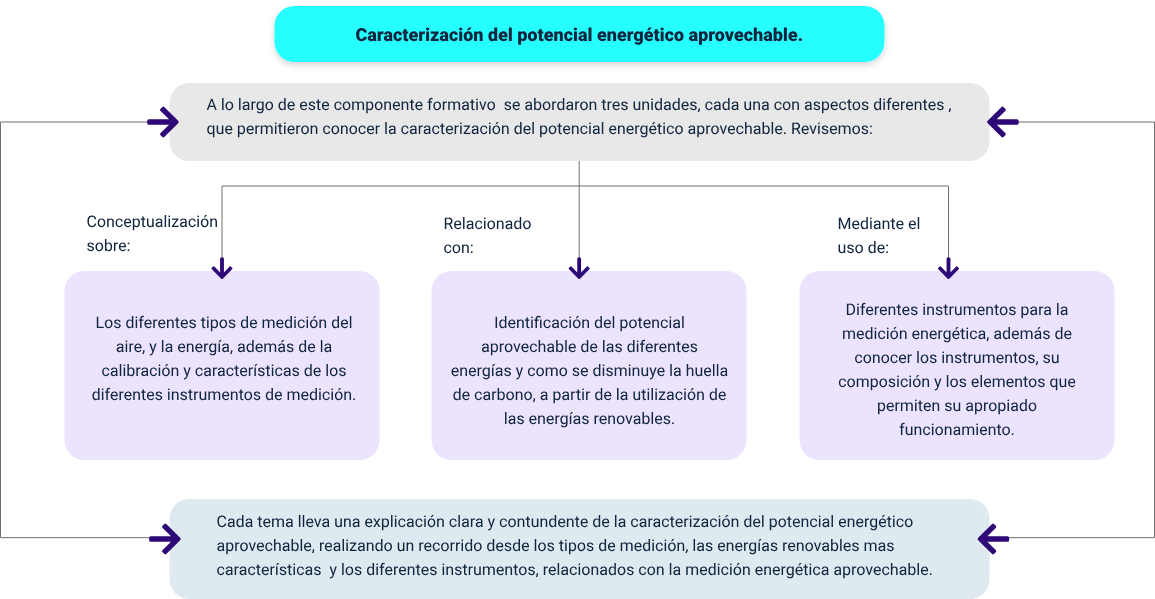 Caracterización del potencial energético aprovechable.
A lo largo de este componente formativo  se abordaron tres unidades, cada una con aspectos diferentes ,
que permitieron conocer la caracterización del potencial energético aprovechable. Revisemos:
Conceptualización
sobre:
Los diferentes tipos de medición del
aire, y la energía, además de la
calibración y características de los
diferentes instrumentos de medición.
Relacionado
con:
Identificación del potencial
aprovechable de las diferentes
energías y como se disminuye la huella
de carbono, a partir de la utilización de
las energías renovables.
Mediante el
uso de:
Diferentes instrumentos para la
medición energética, además de
conocer los instrumentos, su
composición y los elementos que
permiten su apropiado
funcionamiento.
Cada tema lleva una explicación clara y contundente de la caracterización del potencial energético
aprovechable, realizando un recorrido desde los tipos de medición, las energías renovables mas
características  y los diferentes instrumentos, relacionados con la medición energética aprovechable.